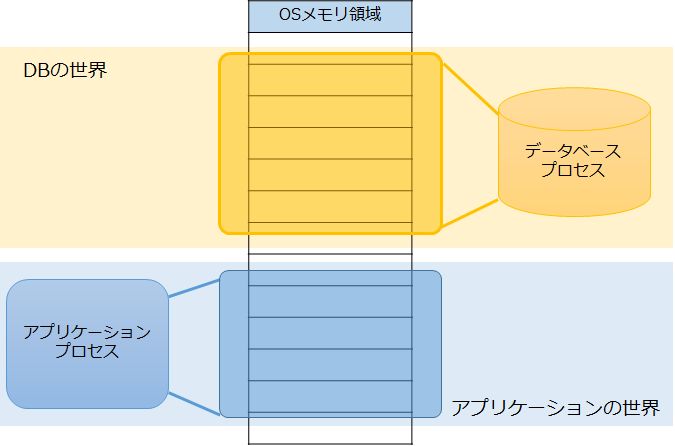 OSメモリ領域
DBの世界
データベース
プロセス
アプリケーション
プロセス
アプリケーションの世界